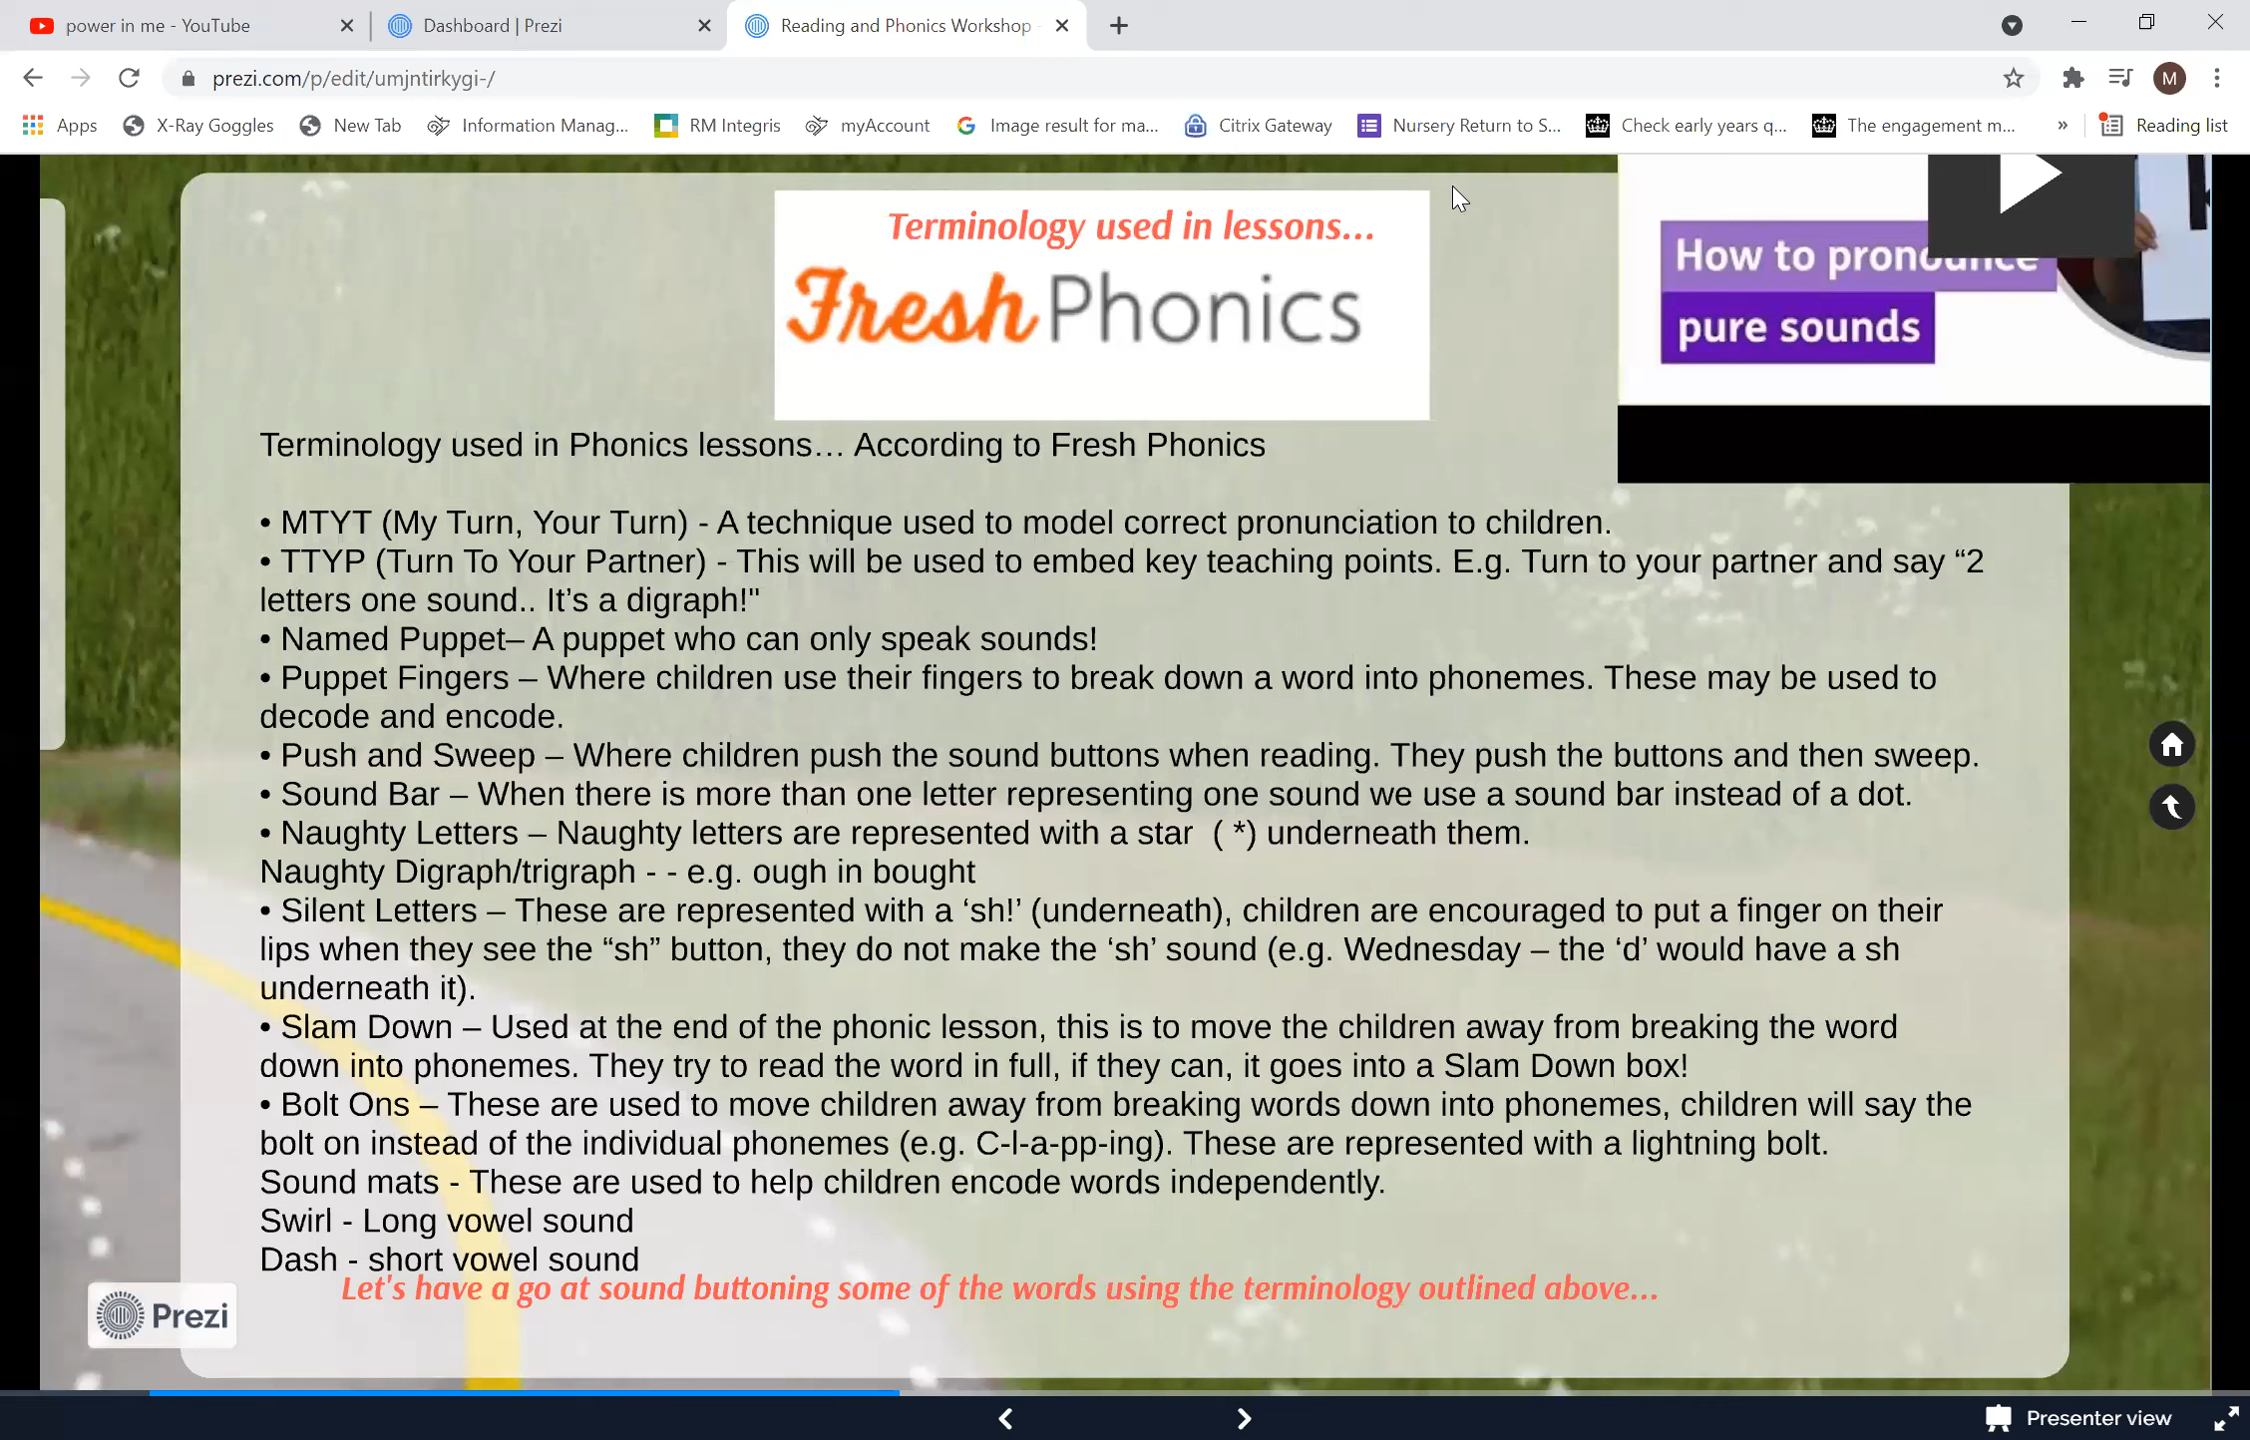 power in me - YouTube
Dashboard | Prezi
Reading and Phonics Workshop -
prezi.com/p/edit/umjntirkygi-/
M
Apps
X-Ray Goggles
New Tab
Information Manag...
RM Integris
myAccount
Image result for ma...
Citrix Gateway
Nursery Return to S...
Check early years q...
The engagement m...
»
Reading list
Terminology used in lessons...
Fresh Phonics
How to pronounce
pure sounds
Terminology used in Phonics lessons… According to Fresh Phonics
• MTYT (My Turn, Your Turn) - A technique used to model correct pronunciation to children.
• TTYP (Turn To Your Partner) - This will be used to embed key teaching points. E.g. Turn to your partner and say “2
letters one sound.. It’s a digraph!"
• Named Puppet– A puppet who can only speak sounds!
• Puppet Fingers – Where children use their fingers to break down a word into phonemes. These may be used to
decode and encode.
• Push and Sweep – Where children push the sound buttons when reading. They push the buttons and then sweep.
• Sound Bar – When there is more than one letter representing one sound we use a sound bar instead of a dot.
• Naughty Letters – Naughty letters are represented with a star ( *) underneath them.
Naughty Digraph/trigraph - - e.g. ough in bought
• Silent Letters – These are represented with a ‘sh!’ (underneath), children are encouraged to put a finger on their
lips when they see the “sh” button, they do not make the ‘sh’ sound (e.g. Wednesday – the ‘d’ would have a sh
underneath it).
• Slam Down – Used at the end of the phonic lesson, this is to move the children away from breaking the word
down into phonemes. They try to read the word in full, if they can, it goes into a Slam Down box!
• Bolt Ons – These are used to move children away from breaking words down into phonemes, children will say the
bolt on instead of the individual phonemes (e.g. C-l-a-pp-ing). These are represented with a lightning bolt.
Sound mats - These are used to help children encode words independently.
Swirl - Long vowel sound
Dash - short vowel sound
Let's have a go at sound buttoning some of the words using the terminology outlined above...
Prezi
Presenter view